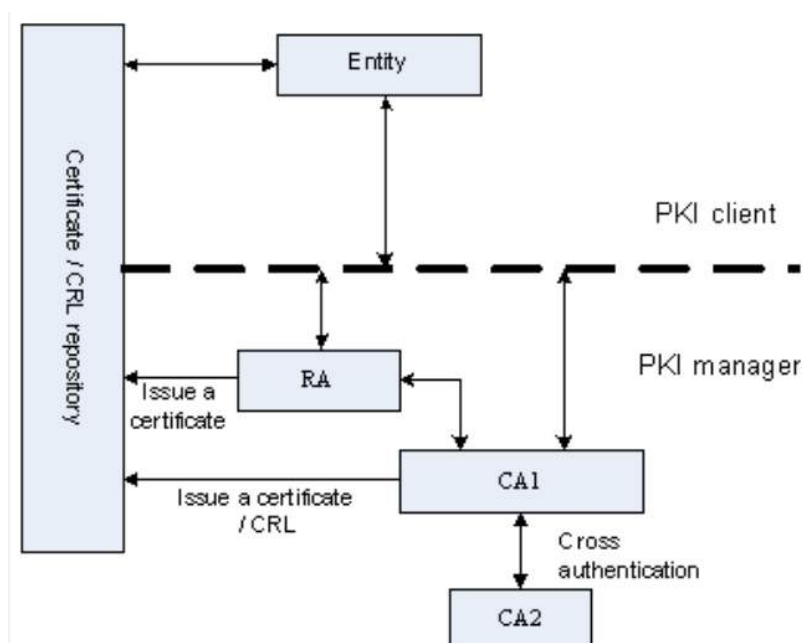 Entity
Certificate / CRL repository
PKI client
PKI manager
RA
Issue a
certificate
CA1
Issue a certificate
/ CRL
Cross
authentication
CA2